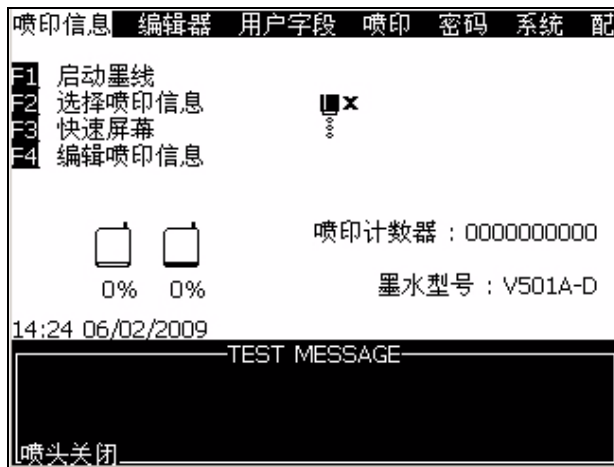 喷印信息 编辑器 用户字段 喷印 密码 系统 配
F1 启动墨线
F2 选择喷印信息
F3 快速屏幕
F4 编辑喷印信息
喷印计数器：0000000000
0% 0%
墨水型号：V501A-D
14:24 06/02/2009
TEST MESSAGE
喷头关闭